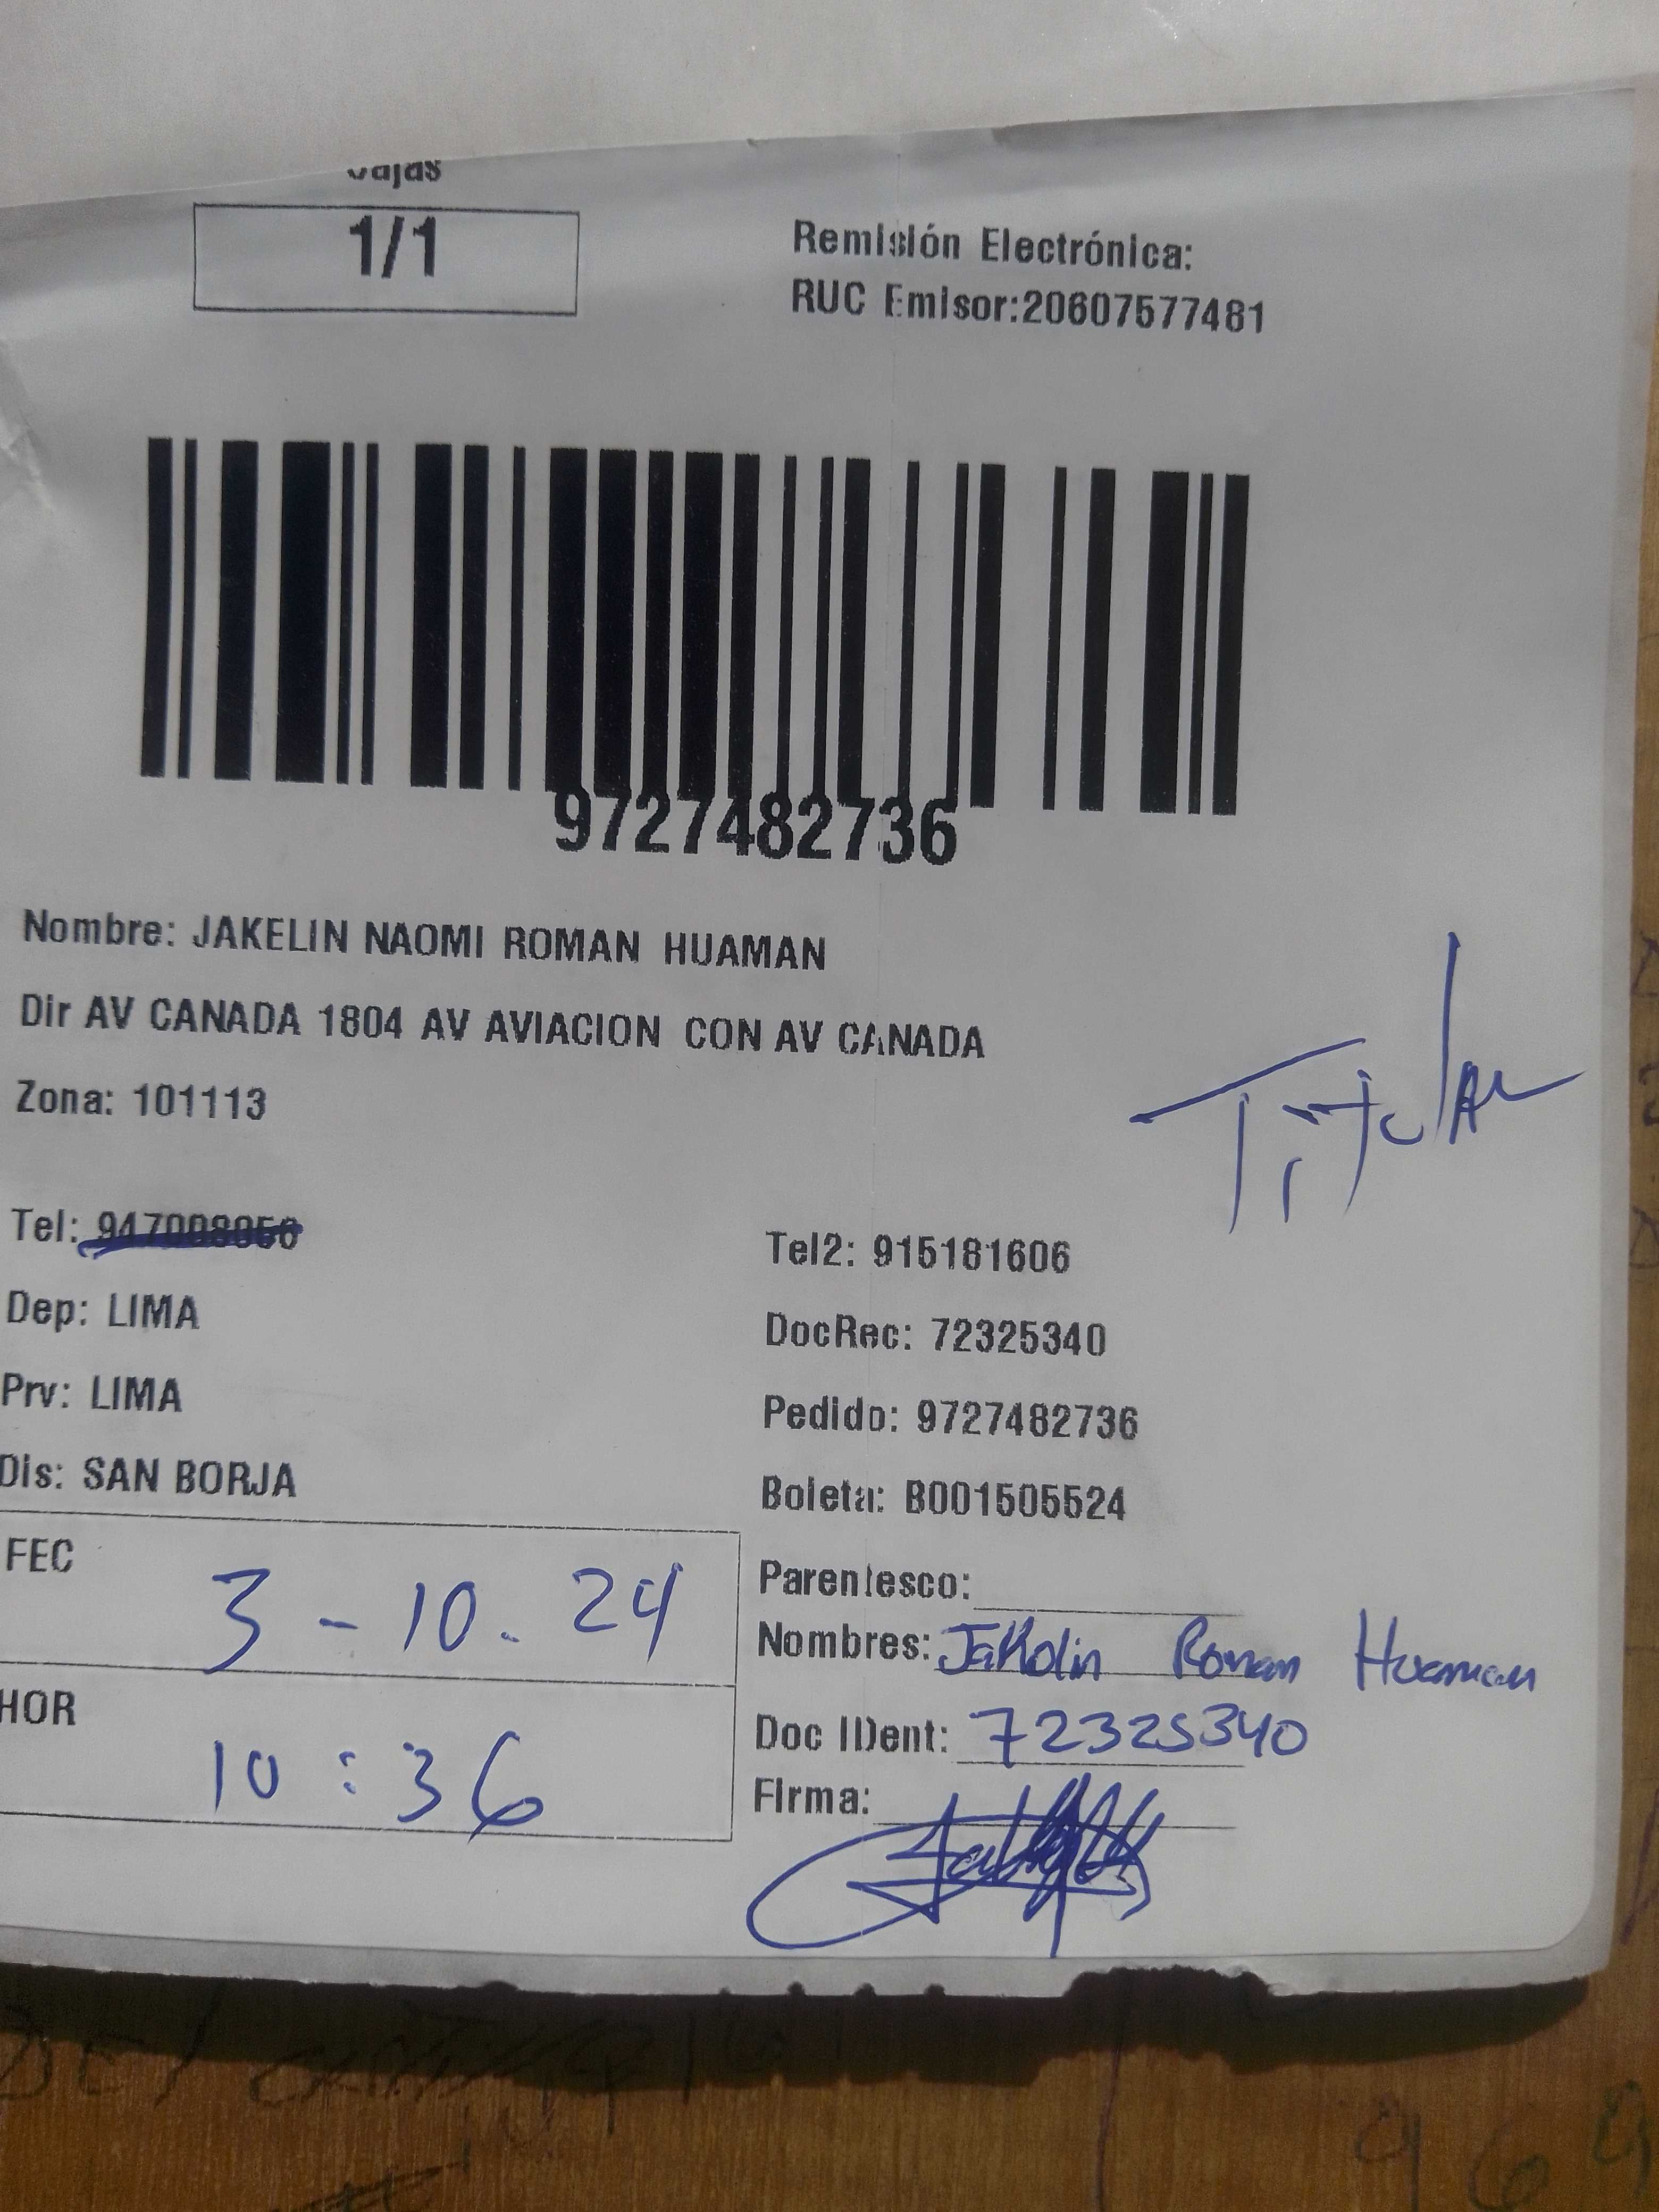 Cajas
1/1
Remisión Electrónica:
RUC Emisor:20607577481
9727482736
Nombre: JAKELIN NAOMI ROMAN HUAMAN
Dir AV CANADA 1804 AV AVIACION CON AV CANADA
Zona: 101113
Titular
Tel:
Tel2: 915181606
Dep: LIMA
DocRec: 72325340
Prv: LIMA
Pedido: 9727482736
Dis: SAN BORJA
Boleta: B001505524
FEC 3-10.24
Parentesco:
Nombres: Jakelin Roman Huaman
HOR 10:36
Doc IDent: 72325340
Firma: